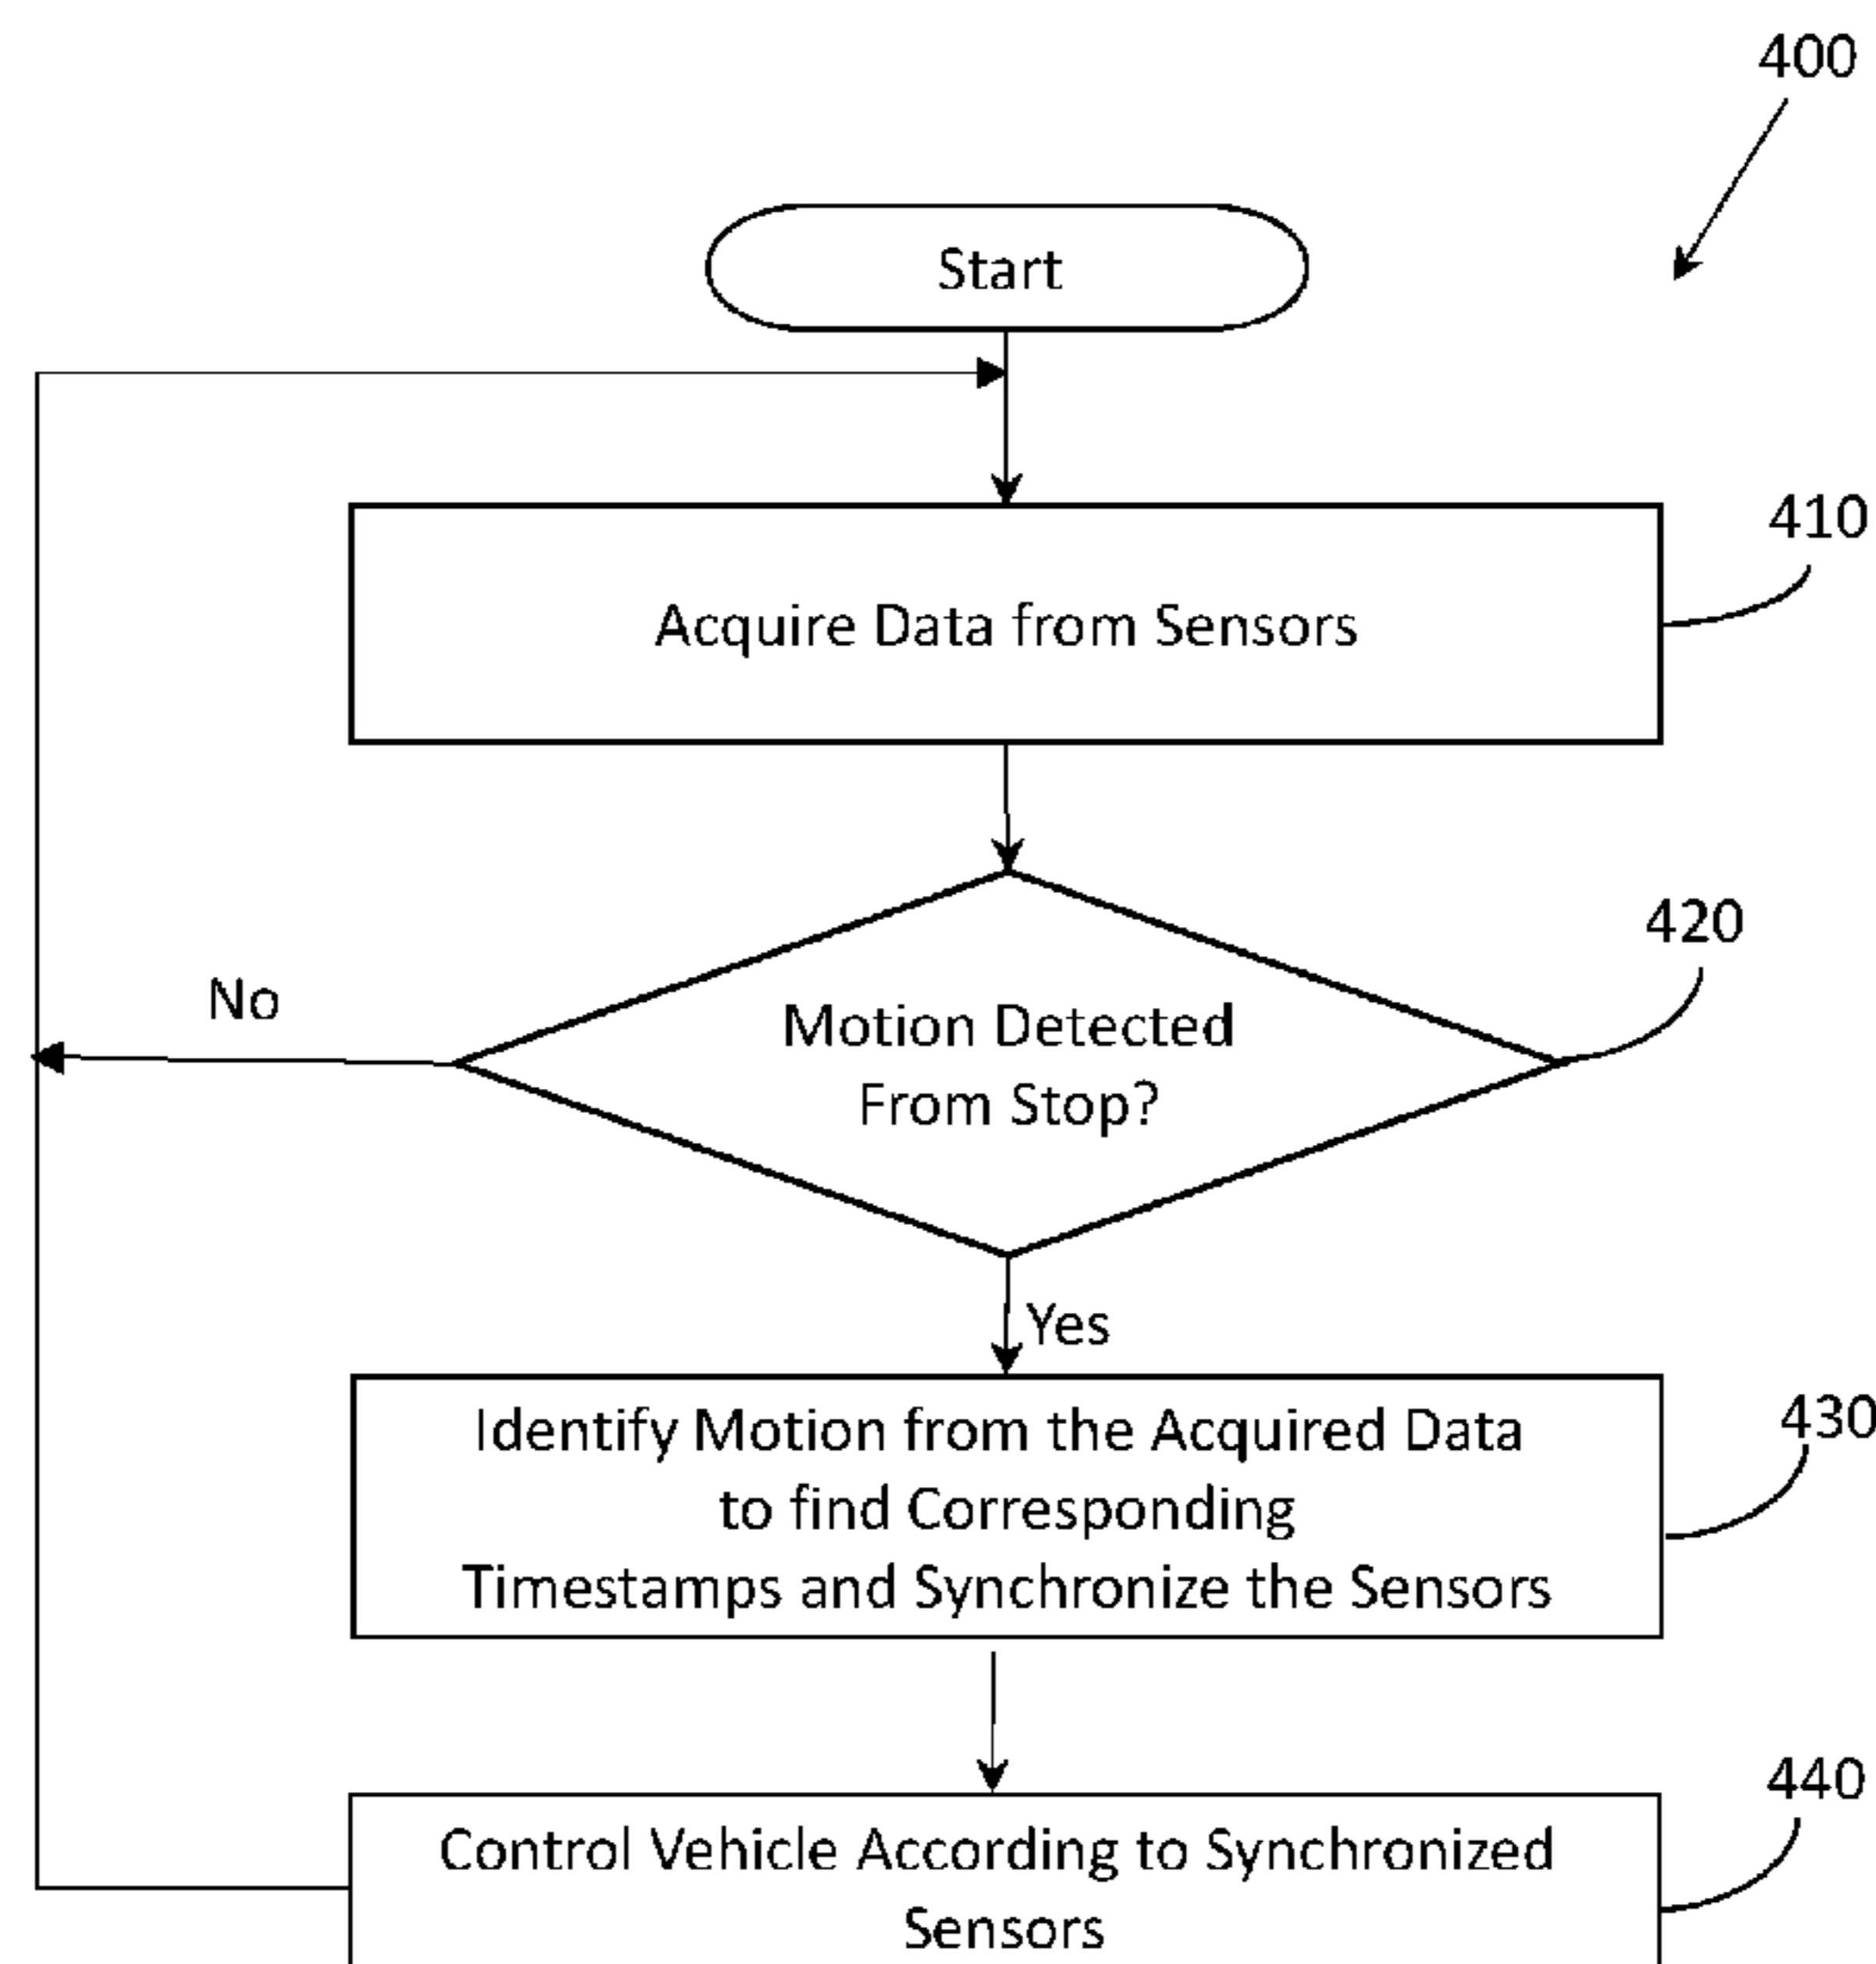 400
Start
410
Acquire Data from Sensors
420
No
Motion Detected
From Stop?
Yes
430
Identify Motion from the Acquired Data
to find Corresponding
Timestamps and Synchronize the Sensors
440
Control Vehicle According to Synchronized
Sensors